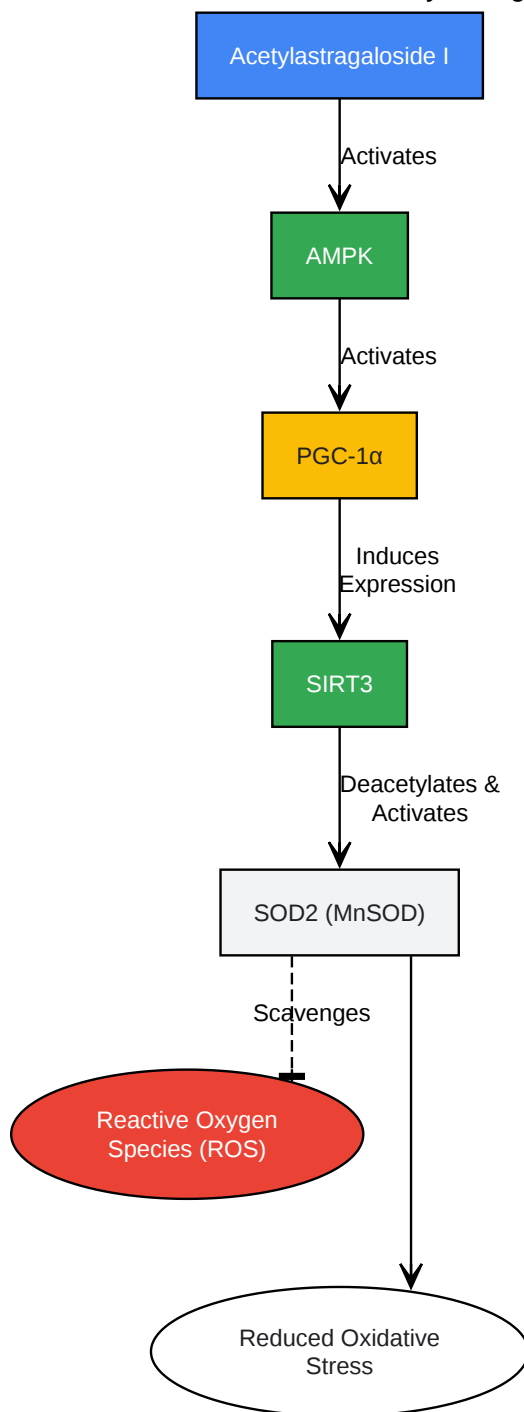 Acetylastragaloside I
Activates
AMPK
Activates
PGC-1α
Induces
Expression
SIRT3
Deacetylates &
Activates
SOD2 (MnSOD)
Scavenges
Reactive Oxygen
Species (ROS)
Reduced Oxidative
Stress